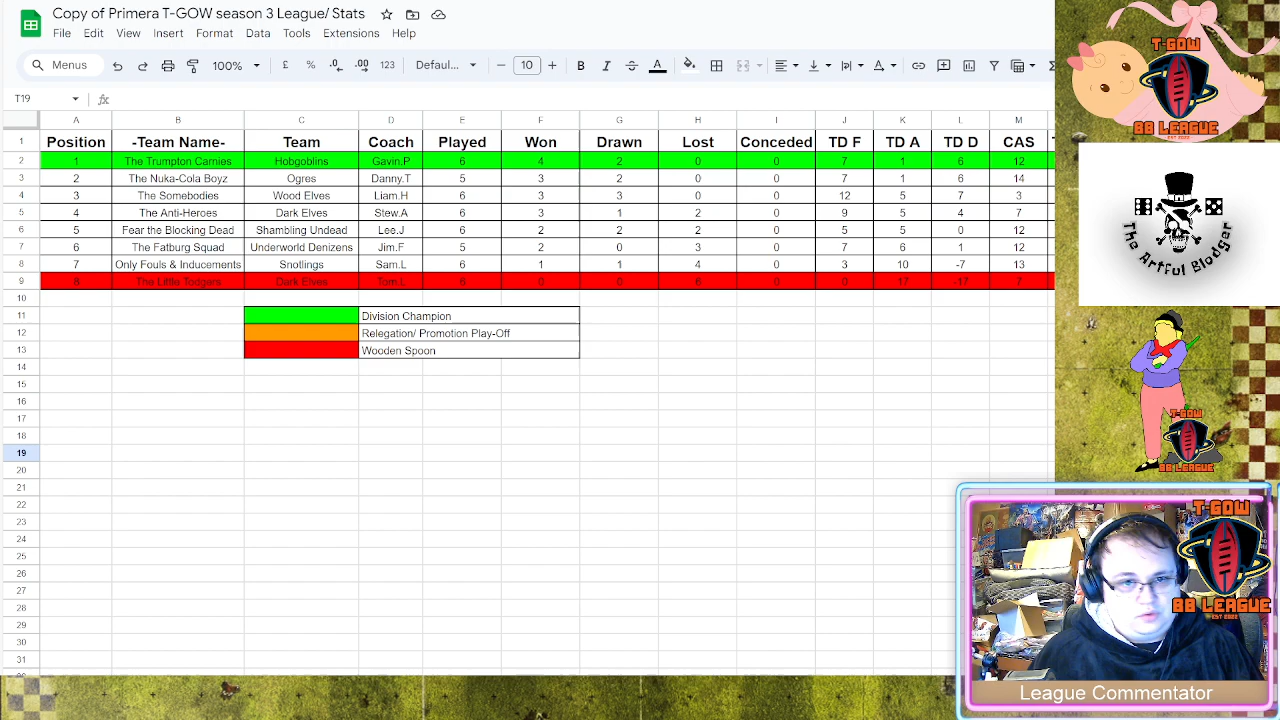 Copy of Primera T-GOW season 3 League/ Stats
File Edit View Insert Format Data Tools Extensions Help
Menus 100% £ % .0 .00 123 Defaul... 10 B I A
T19 fx
A B C D E F G H I J K L M
1 Position -Team Name- Team Coach Played Won Drawn Lost Conceded TD F TD A TD D CAS
2 1 The Trumpton Carnies Hobgoblins Gavin.P 6 4 2 0 0 7 1 6 12
3 2 The Nuka-Cola Boyz Ogres Danny.T 5 3 2 0 0 7 1 6 14
4 3 The Somebodies Wood Elves Liam.H 6 3 3 0 0 12 5 7 3
5 4 The Anti-Heroes Dark Elves Stew.A 6 3 1 2 0 9 5 4 7
6 5 Fear the Blocking Dead Shambling Undead Lee.J 6 2 2 2 0 5 5 0 12
7 6 The Fatburg Squad Underworld Denizens Jim.F 5 2 0 3 0 7 6 1 12
8 7 Only Fouls & Inducements Snotlings Sam.L 6 1 1 4 0 3 10 -7 13
9 8 The Little Todgers Dark Elves Tom.L 6 0 0 6 0 0 17 -17 7
10
11 Division Champion
12 Relegation/ Promotion Play-Off
13 Wooden Spoon
14
15
16
17
18
19
20
21
22
23
24
25
26
27
28
29
30
31
T-GOW
BB LEAGUE
EST 2022
The Artful Blodger
T-GOW
BB LEAGUE
T-GOW
BB LEAGUE
EST 2022
League Commentator